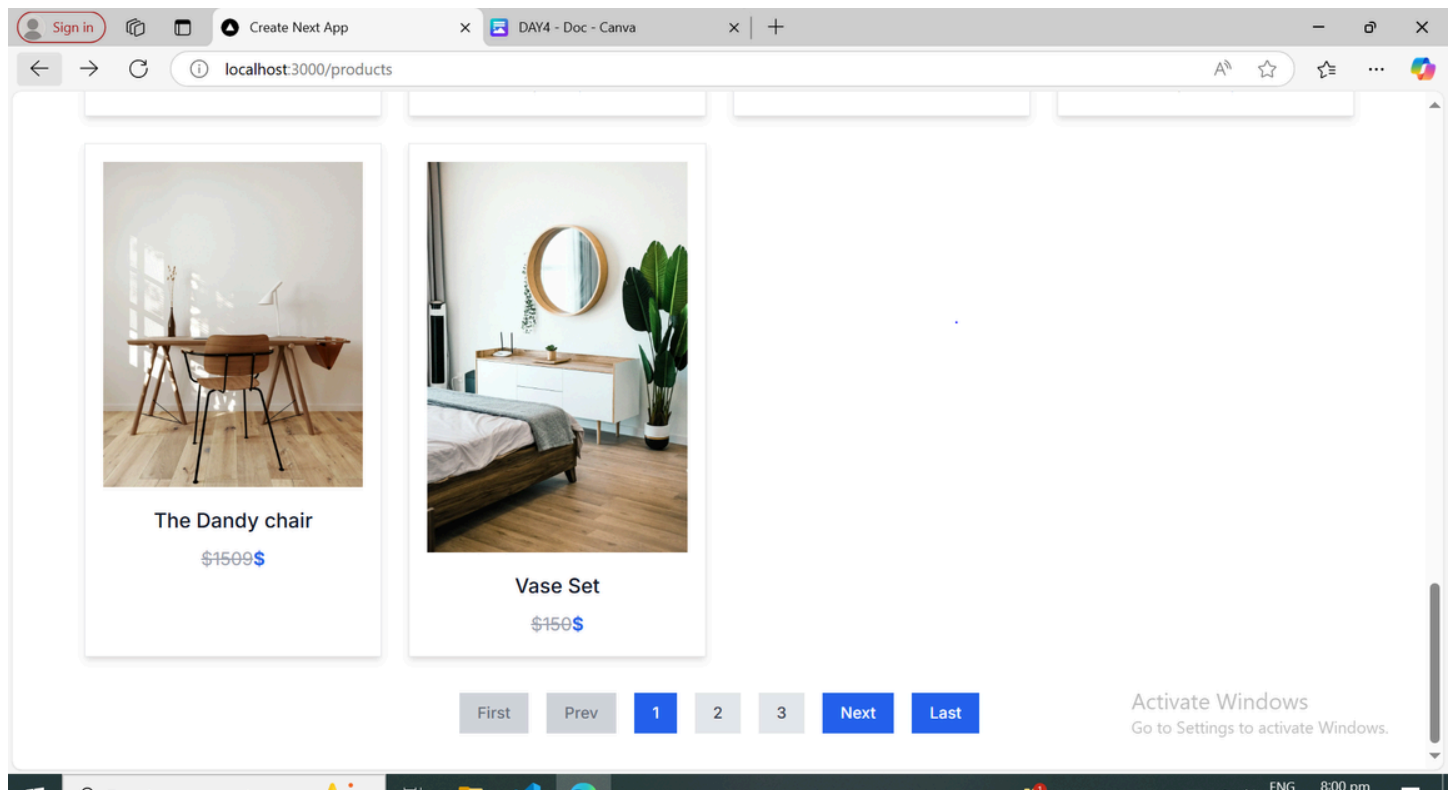 Sign in
Create Next App
DAY4 - Doc - Canva
localhost:3000/products
The Dandy chair
$1509$
Vase Set
$150$
First Prev 1 2 3 Next Last
Activate Windows
Go to Settings to activate Windows.
ENG 8:00 pm